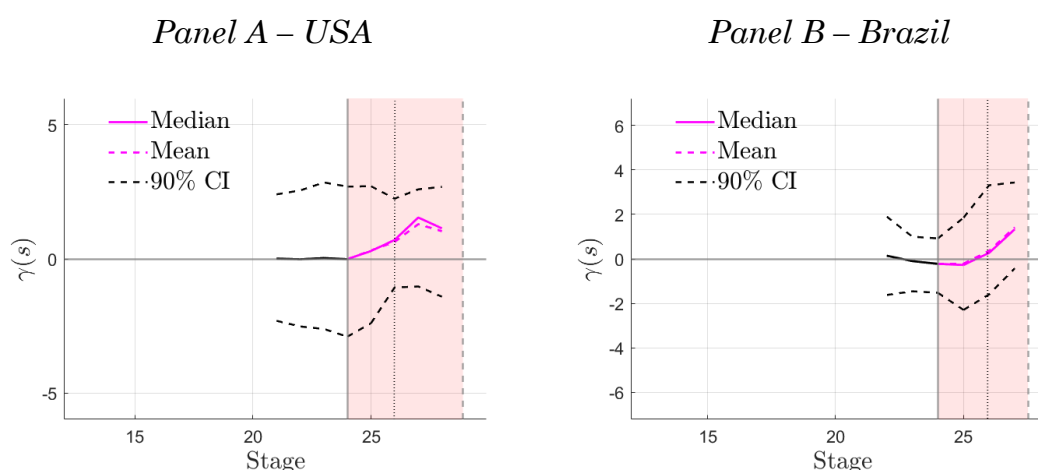 Panel A – USA
5
0
-5
γ(s)
Median
Mean
90% CI
15
20
25
Stage
Panel B – Brazil
6
4
2
0
-2
-4
-6
γ(s)
Median
Mean
90% CI
15
20
25
Stage